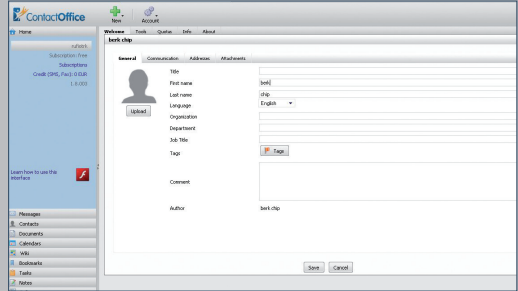 ContactOffice
New
Account
Home
Welcome Tools Quotas Info About
berk chip
rufwork
Subscription: Free
Subscriptions
Credit (SMS, Fax): 0 EUR
General Communication Addresses Attachments
Title
First name berk
Last name chip
Language English
Upload
Organization
Department
Job Title
Tags Tags
Learn how to use this
interface
Comment
Author berk chip
Messages
Contacts
Documents
Calendars
Wiki
Bookmarks
Tasks
Notes
Save Cancel